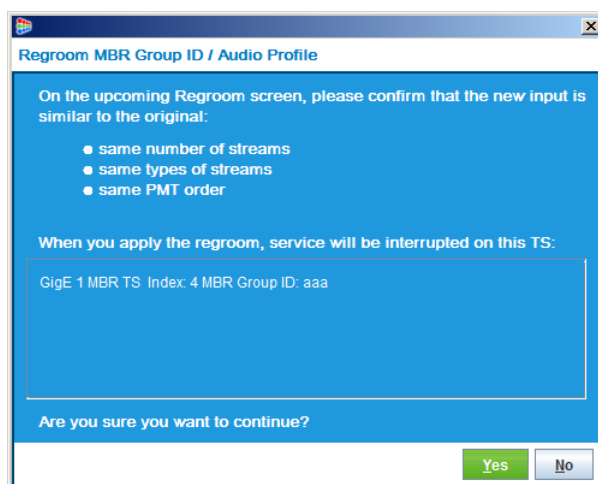 Regroom MBR Group ID / Audio Profile
On the upcoming Regroom screen, please confirm that the new input is
similar to the original:
same number of streams
same types of streams
same PMT order
When you apply the regroom, service will be interrupted on this TS:
GigE 1 MBR TS Index: 4 MBR Group ID: aaa
Are you sure you want to continue?
Yes No